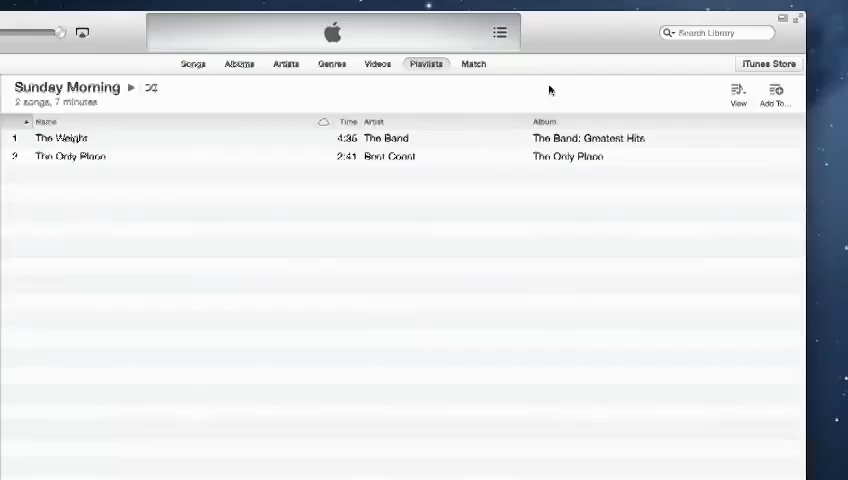 Search Library
Songs Albums Artists Genres Videos Playlists Match iTunes Store
Sunday Morning
2 songs, 7 minutes
View Add To...
Name Time Artist Album
1 The Weight 4:35 The Band The Band: Greatest Hits
2 The Only Place 2:41 Best Coast The Only Place